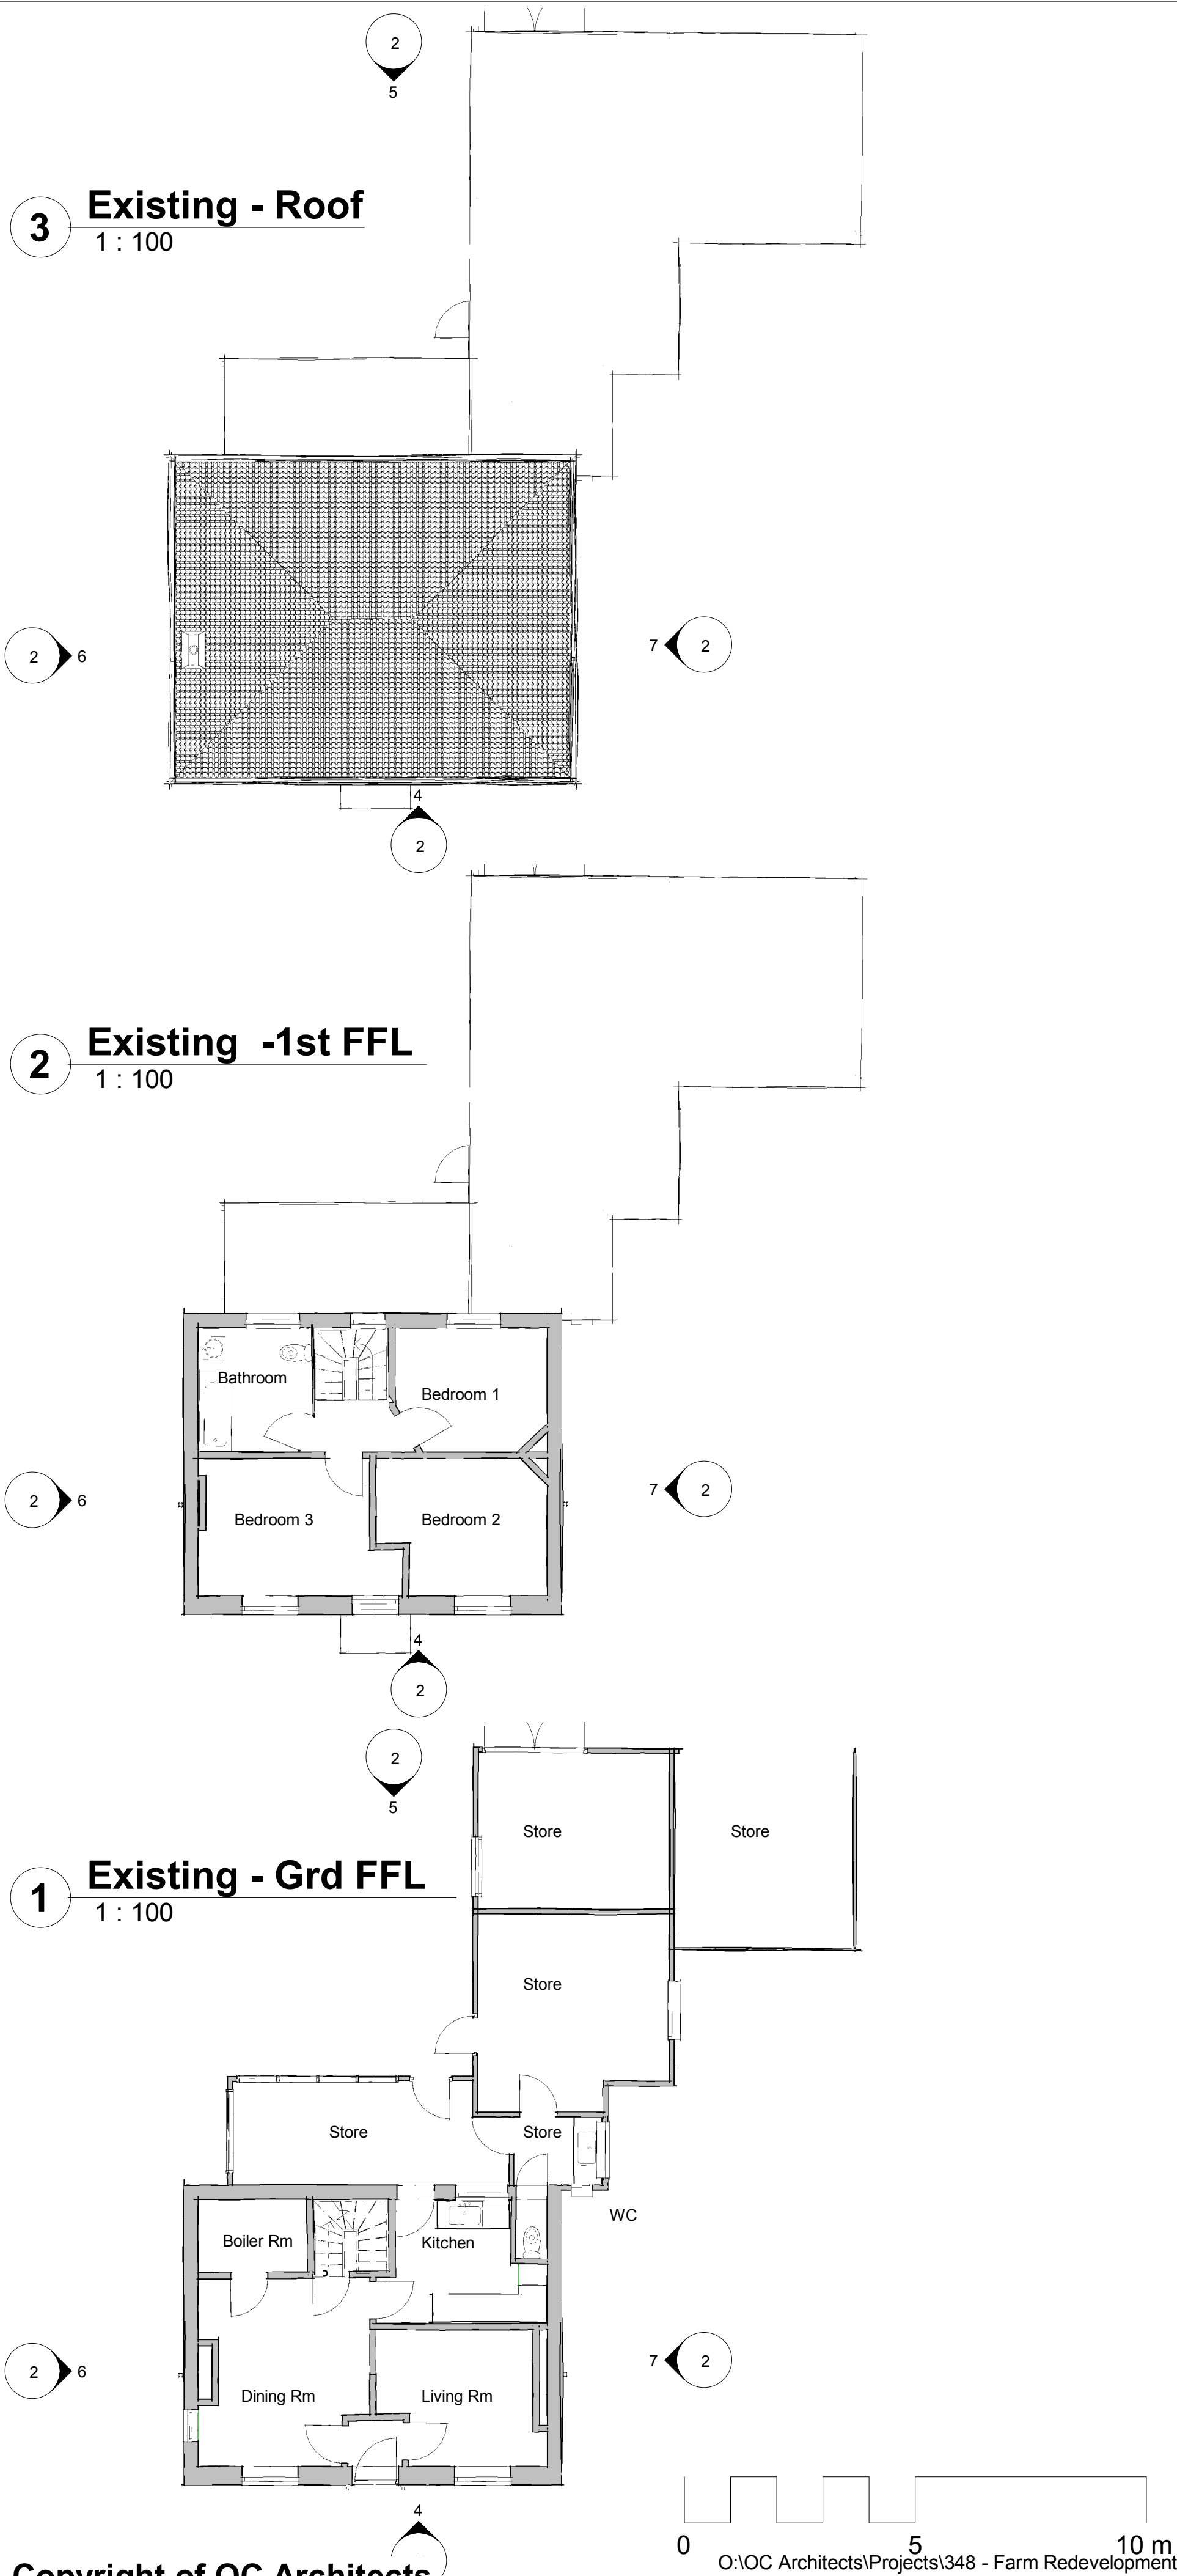 2
5
3 Existing - Roof
1 : 100
2 6
7 2
4
2
2 Existing -1st FFL
1 : 100
Bathroom
Bedroom 1
2 6
7 2
Bedroom 3
Bedroom 2
4
2
2
5
Store
Store
1 Existing - Grd FFL
1 : 100
Store
Store
Store
WC
Boiler Rm
Kitchen
2 6
7 2
Dining Rm
Living Rm
4
0 5 10 m
O:\OC Architects\Projects\348 - Farm Redevelopment
Copyright of OC Architects